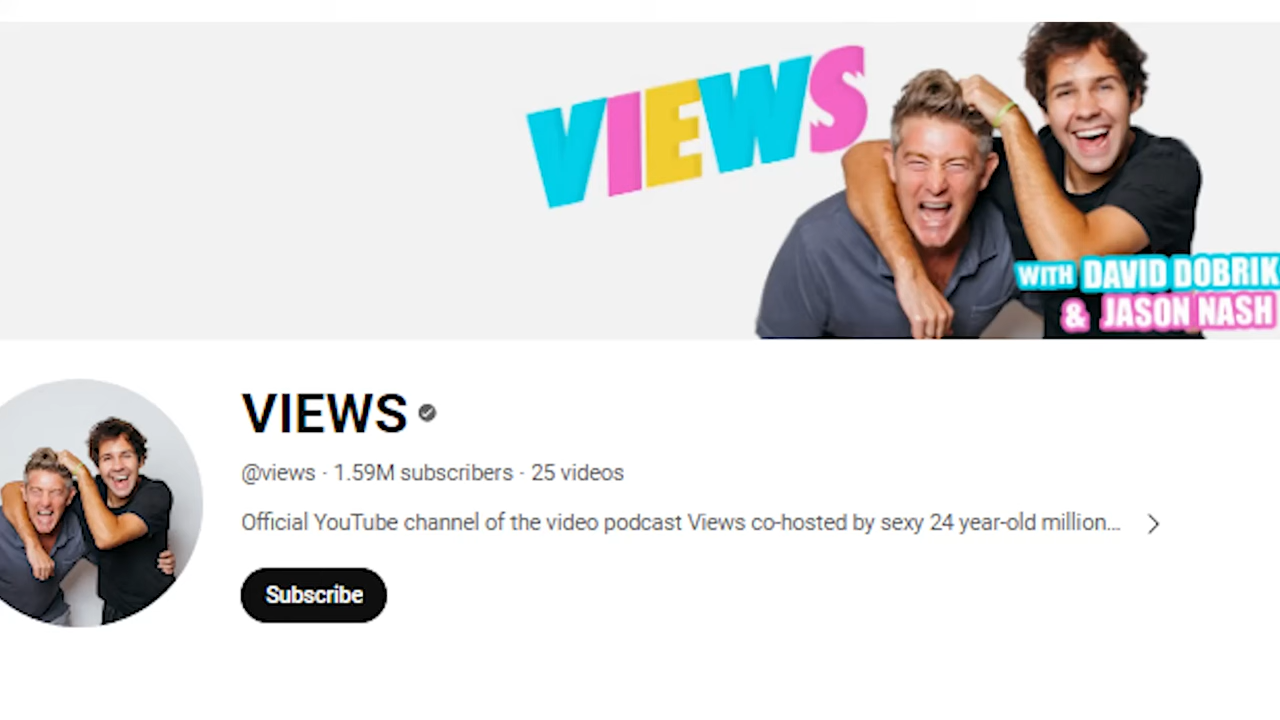 VIEWS
WITH DAVID DOBRIK
& JASON NASH
VIEWS
@views · 1.59M subscribers · 25 videos
Official YouTube channel of the video podcast Views co-hosted by sexy 24 year-old million...
Subscribe